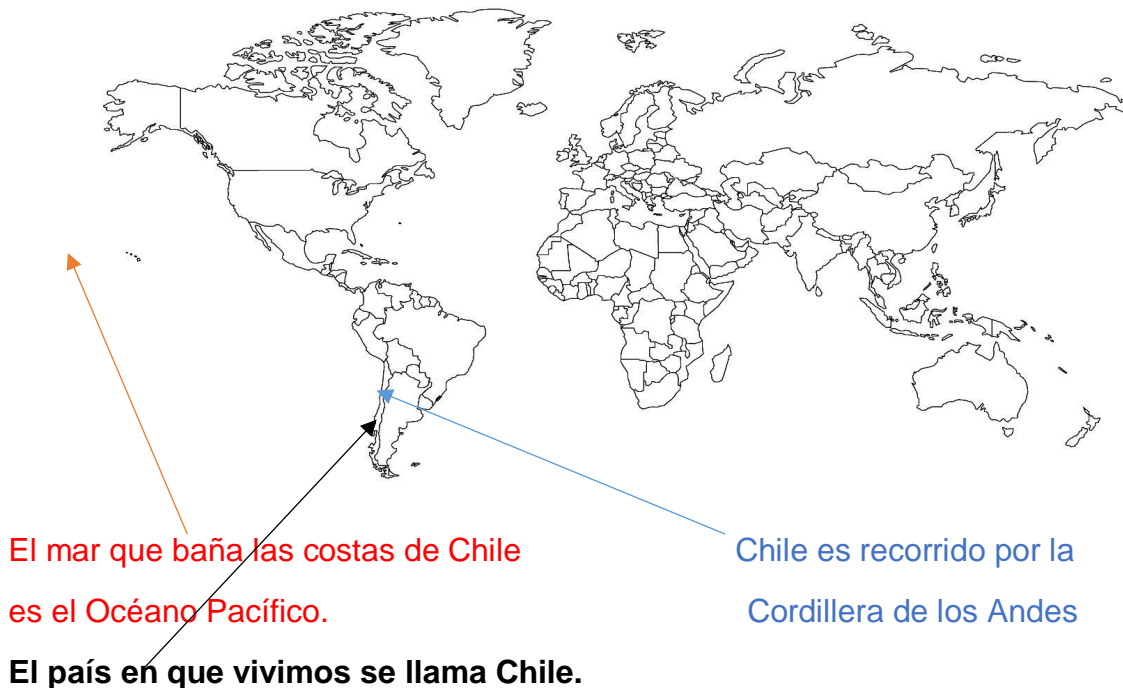 El mar que baña las costas de Chile
es el Océano Pacífico.
Chile es recorrido por la
Cordillera de los Andes
El país en que vivimos se llama Chile.